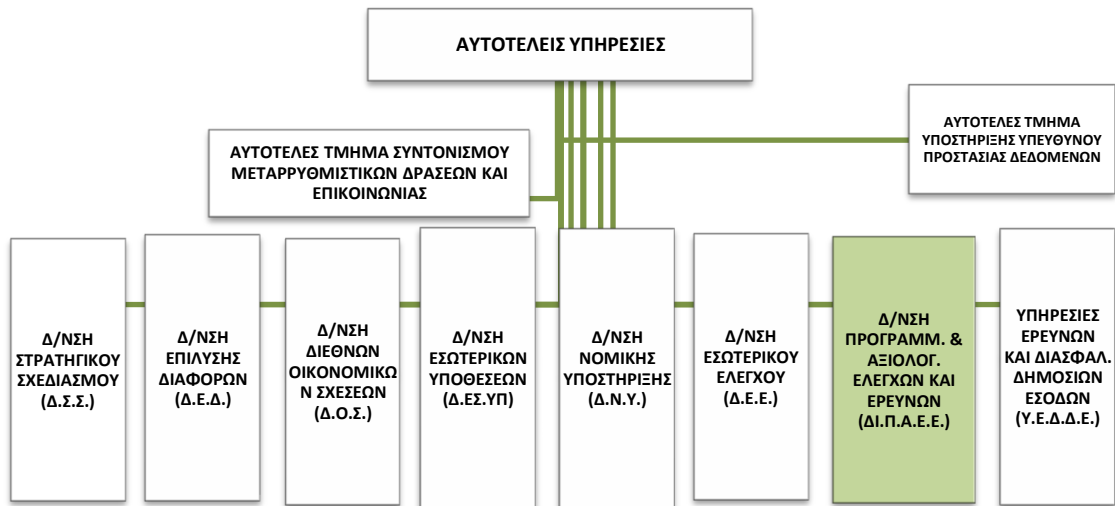 ΑΥΤΟΤΕΛΕΙΣ ΥΠΗΡΕΣΙΕΣ
ΑΥΤΟΤΕΛΕΣ ΤΜΗΜΑ
ΥΠΟΣΤΗΡΙΞΗΣ ΥΠΕΥΘΥΝΟΥ
ΠΡΟΣΤΑΣΙΑΣ ΔΕΔΟΜΕΝΩΝ
ΑΥΤΟΤΕΛΕΣ ΤΜΗΜΑ ΣΥΝΤΟΝΙΣΜΟΥ
ΜΕΤΑΡΡΥΘΜΙΣΤΙΚΩΝ ΔΡΑΣΕΩΝ ΚΑΙ
ΕΠΙΚΟΙΝΩΝΙΑΣ
Δ/ΝΣΗ
ΣΤΡΑΤΗΓΙΚΟΥ
ΣΧΕΔΙΑΣΜΟΥ
(Δ.Σ.Σ.)
Δ/ΝΣΗ
ΕΠΙΛΥΣΗΣ
ΔΙΑΦΟΡΩΝ
(Δ.Ε.Δ.)
Δ/ΝΣΗ
ΔΙΕΘΝΩΝ
ΟΙΚΟΝΟΜΙΚΩ
Ν ΣΧΕΣΕΩΝ
(Δ.Ο.Σ.)
Δ/ΝΣΗ
ΕΣΩΤΕΡΙΚΩΝ
ΥΠΟΘΕΣΕΩΝ
(Δ.ΕΣ.ΥΠ)
Δ/ΝΣΗ
ΝΟΜΙΚΗΣ
ΥΠΟΣΤΗΡΙΞΗΣ
(Δ.Ν.Υ.)
Δ/ΝΣΗ
ΕΣΩΤΕΡΙΚΟΥ
ΕΛΕΓΧΟΥ
(Δ.Ε.Ε.)
Δ/ΝΣΗ
ΠΡΟΓΡΑΜΜ. &
ΑΞΙΟΛΟΓ.
ΕΛΕΓΧΩΝ ΚΑΙ
ΕΡΕΥΝΩΝ
(ΔΙ.Π.Α.Ε.Ε.)
ΥΠΗΡΕΣΙΕΣ
ΕΡΕΥΝΩΝ
ΚΑΙ ΔΙΑΣΦΑΛ.
ΔΗΜΟΣΙΩΝ
ΕΣΟΔΩΝ
(Υ.Ε.Δ.Δ.Ε.)